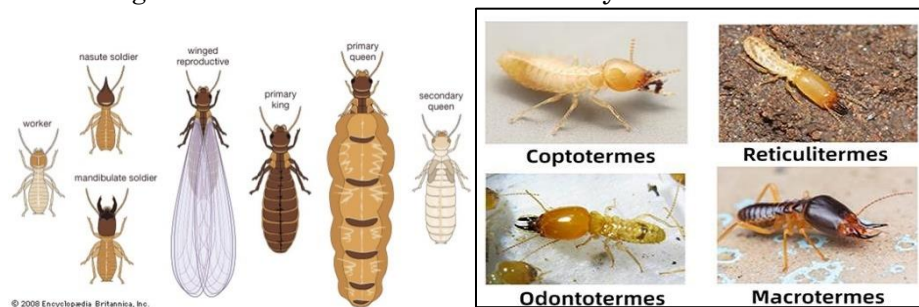 nasute soldier
winged
reproductive
primary
queen
primary
king
secondary
queen
worker
mandibulate soldier
© 2008 Encyclopædia Britannica, Inc.
Coptotermes
Reticulitermes
Odontotermes
Macrotermes